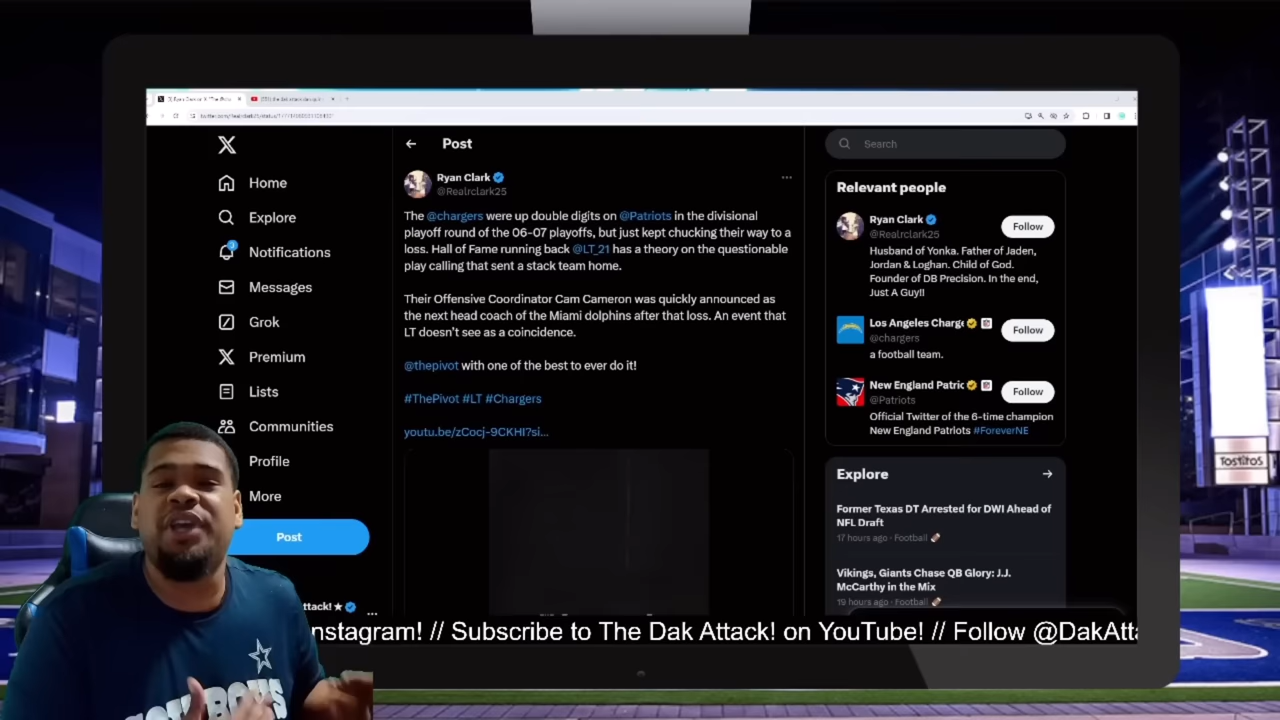 Post
Search
Home
Explore
Notifications
Messages
Grok
Premium
Lists
Communities
Profile
More
Post
ttack!
Ryan Clark
@Realrclark25
The @chargers were up double digits on @Patriots in the divisional
playoff round of the 06-07 playoffs, but just kept chucking their way to a
loss. Hall of Fame running back @LT_21 has a theory on the questionable
play calling that sent a stack team home.
Their Offensive Coordinator Cam Cameron was quickly announced as
the next head coach of the Miami dolphins after that loss. An event that
LT doesn't see as a coincidence.
@thepivot with one of the best to ever do it!
#ThePivot #LT #Chargers
youtu.be/zCocj-9CKHI?si...
Relevant people
Ryan Clark
@Realrclark25
Follow
Husband of Yonka. Father of Jaden,
Jordan & Loghan. Child of God.
Founder of DB Precision. In the end,
Just A Guy!!
Los Angeles Charge
@chargers
Follow
a football team.
New England Patric
@Patriots
Follow
Official Twitter of the 6-time champion
New England Patriots #ForeverNE
Explore
Former Texas DT Arrested for DWI Ahead of
NFL Draft
17 hours ago · Football
Vikings, Giants Chase QB Glory: J.J.
McCarthy in the Mix
19 hours ago · Football
nstagram! // Subscribe to The Dak Attack! on YouTube! // Follow @DakAtta
COWBOYS
TOSTITOS